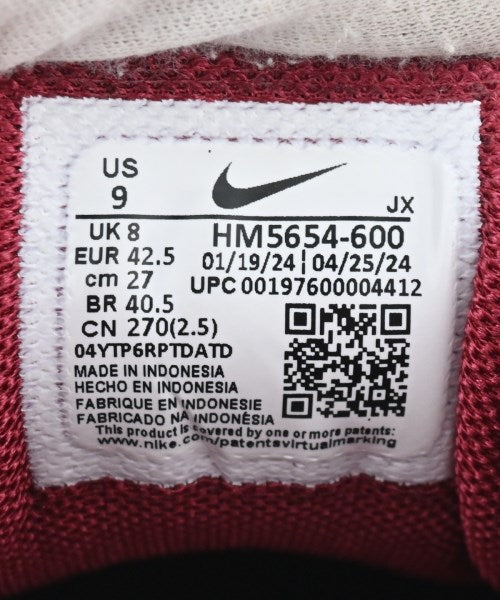 US
9
JX
UK 8
HM5654-600
EUR 42.5
01/19/24 | 04/25/24
cm 27
UPC 00197600004412
BR 40.5
CN 270(2.5)
04YTP6RPTDATD
MADE IN INDONESIA
HECHO EN INDONESIA
FABRIQUE EN INDONESIE
FABRICADO NA INDONÉSIA
This product is covered by one or more patents:
www.nike.com/patentsvirtualmarking